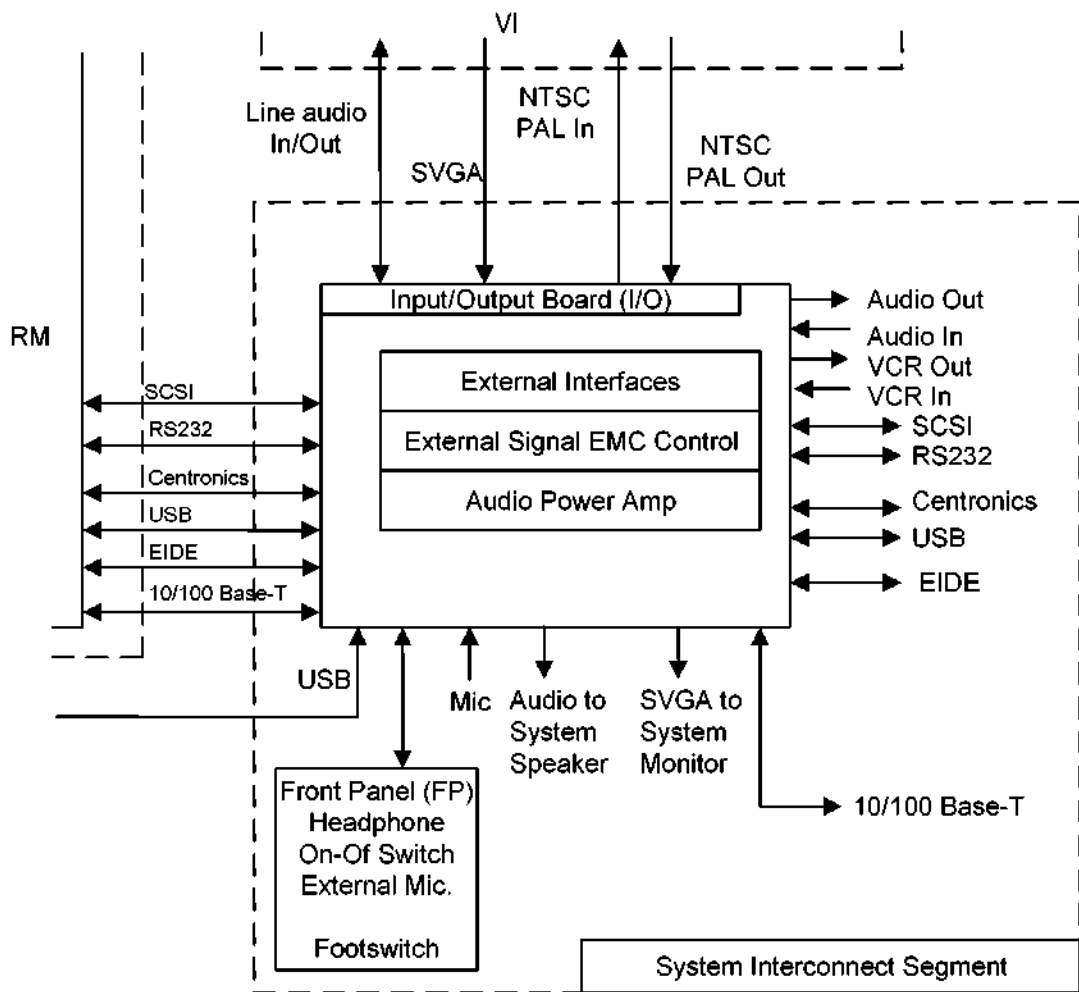 VI
Line audio
In/Out
SVGA
NTSC
PAL In
NTSC
PAL Out
Input/Output Board (I/O)
External Interfaces
External Signal EMC Control
Audio Power Amp
RM
SCSI
RS232
Centronics
USB
EIDE
10/100 Base-T
Audio Out
Audio In
VCR Out
VCR In
SCSI
RS232
Centronics
USB
EIDE
USB
Mic
Audio to
System
Speaker
SVGA to
System
Monitor
10/100 Base-T
Front Panel (FP)
Headphone
On-Of Switch
External Mic.
Footswitch
System Interconnect Segment